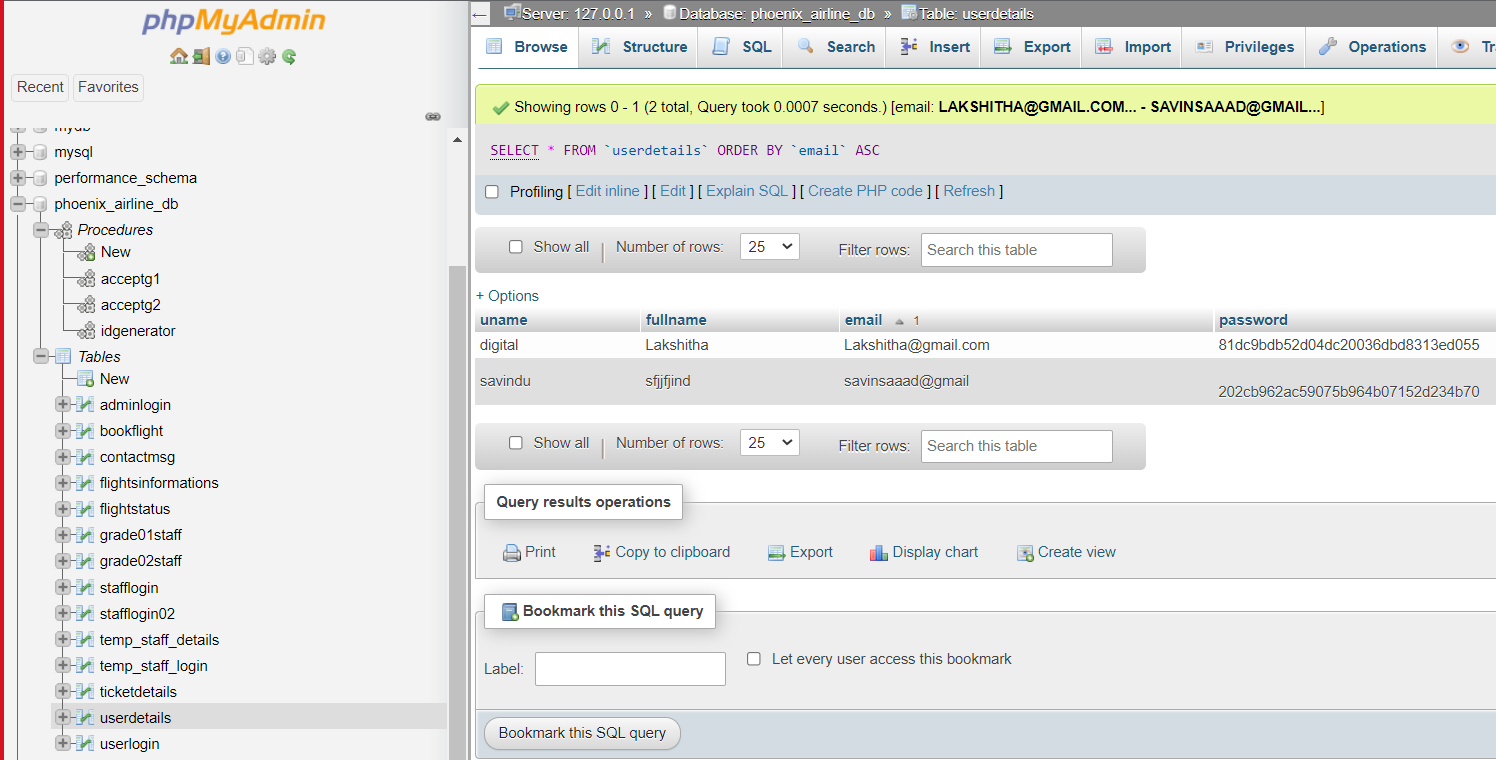 phpMyAdmin
Recent Favorites
mydb
mysql
performance_schema
phoenix_airline_db
Procedures
New
acceptg1
acceptg2
idgenerator
Tables
New
adminlogin
bookflight
contactmsg
flightsinformations
flightstatus
grade01staff
grade02staff
stafflogin
stafflogin02
temp_staff_details
temp_staff_login
ticketdetails
userdetails
userlogin
Server: 127.0.0.1 » Database: phoenix_airline_db » Table: userdetails
Browse Structure SQL Search Insert Export Import Privileges Operations
Showing rows 0 - 1 (2 total, Query took 0.0007 seconds.) [email: LAKSHITHA@GMAIL.COM... - SAVINSAAAD@GMAIL...]
SELECT * FROM `userdetails` ORDER BY `email` ASC
Profiling [ Edit inline ] [ Edit ] [ Explain SQL ] [ Create PHP code ] [ Refresh ]
Show all | Number of rows: 25 Filter rows: Search this table
+ Options
uname fullname email 1 password
digital Lakshitha Lakshitha@gmail.com 81dc9bdb52d04dc20036dbd8313ed055
savindu sfjjfjind savinsaaad@gmail 202cb962ac59075b964b07152d234b70
Show all | Number of rows: 25 Filter rows: Search this table
Query results operations
Print Copy to clipboard Export Display chart Create view
Bookmark this SQL query
Label: Let every user access this bookmark
Bookmark this SQL query